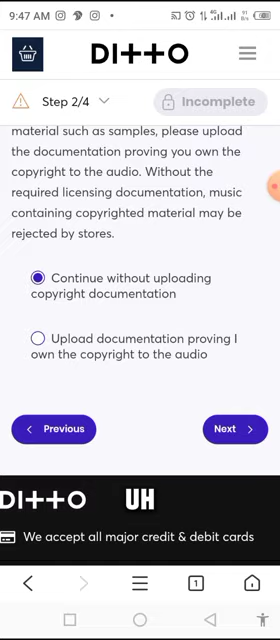 9:47 AM
DITTO
Step 2/4
Incomplete
material such as samples, please upload
the documentation proving you own the
copyright to the audio. Without the
required licensing documentation, music
containing copyrighted material may be
rejected by stores.
Continue without uploading
copyright documentation
Upload documentation proving I
own the copyright to the audio
Previous
Next
DITTO
UH
We accept all major credit & debit cards
1